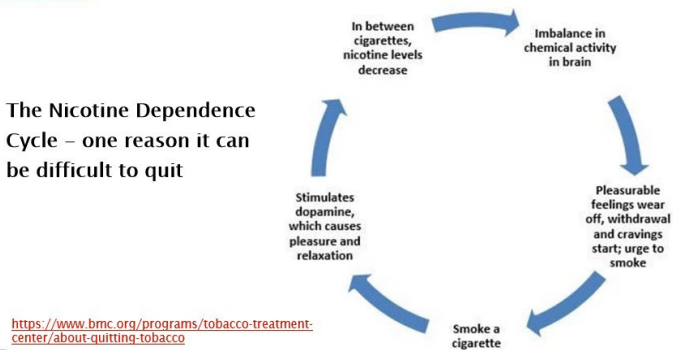 The Nicotine Dependence
Cycle – one reason it can
be difficult to quit
In between
cigarettes,
nicotine levels
decrease
Imbalance in
chemical activity
in brain
Pleasurable
feelings wear
off, withdrawal
and cravings
start; urge to
smoke
Smoke a
cigarette
Stimulates
dopamine,
which causes
pleasure and
relaxation
https://www.bmc.org/programs/tobacco-treatment-
center/about-quitting-tobacco